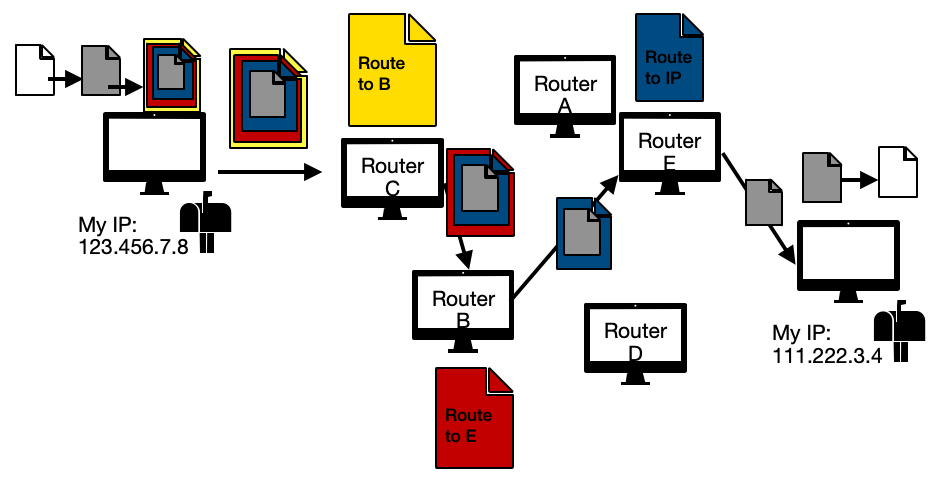 Route
to B
Router
A
Route
to IP
Router
C
Router
E
My IP:
123.456.7.8
Router
B
Router
D
My IP:
111.222.3.4
Route
to E